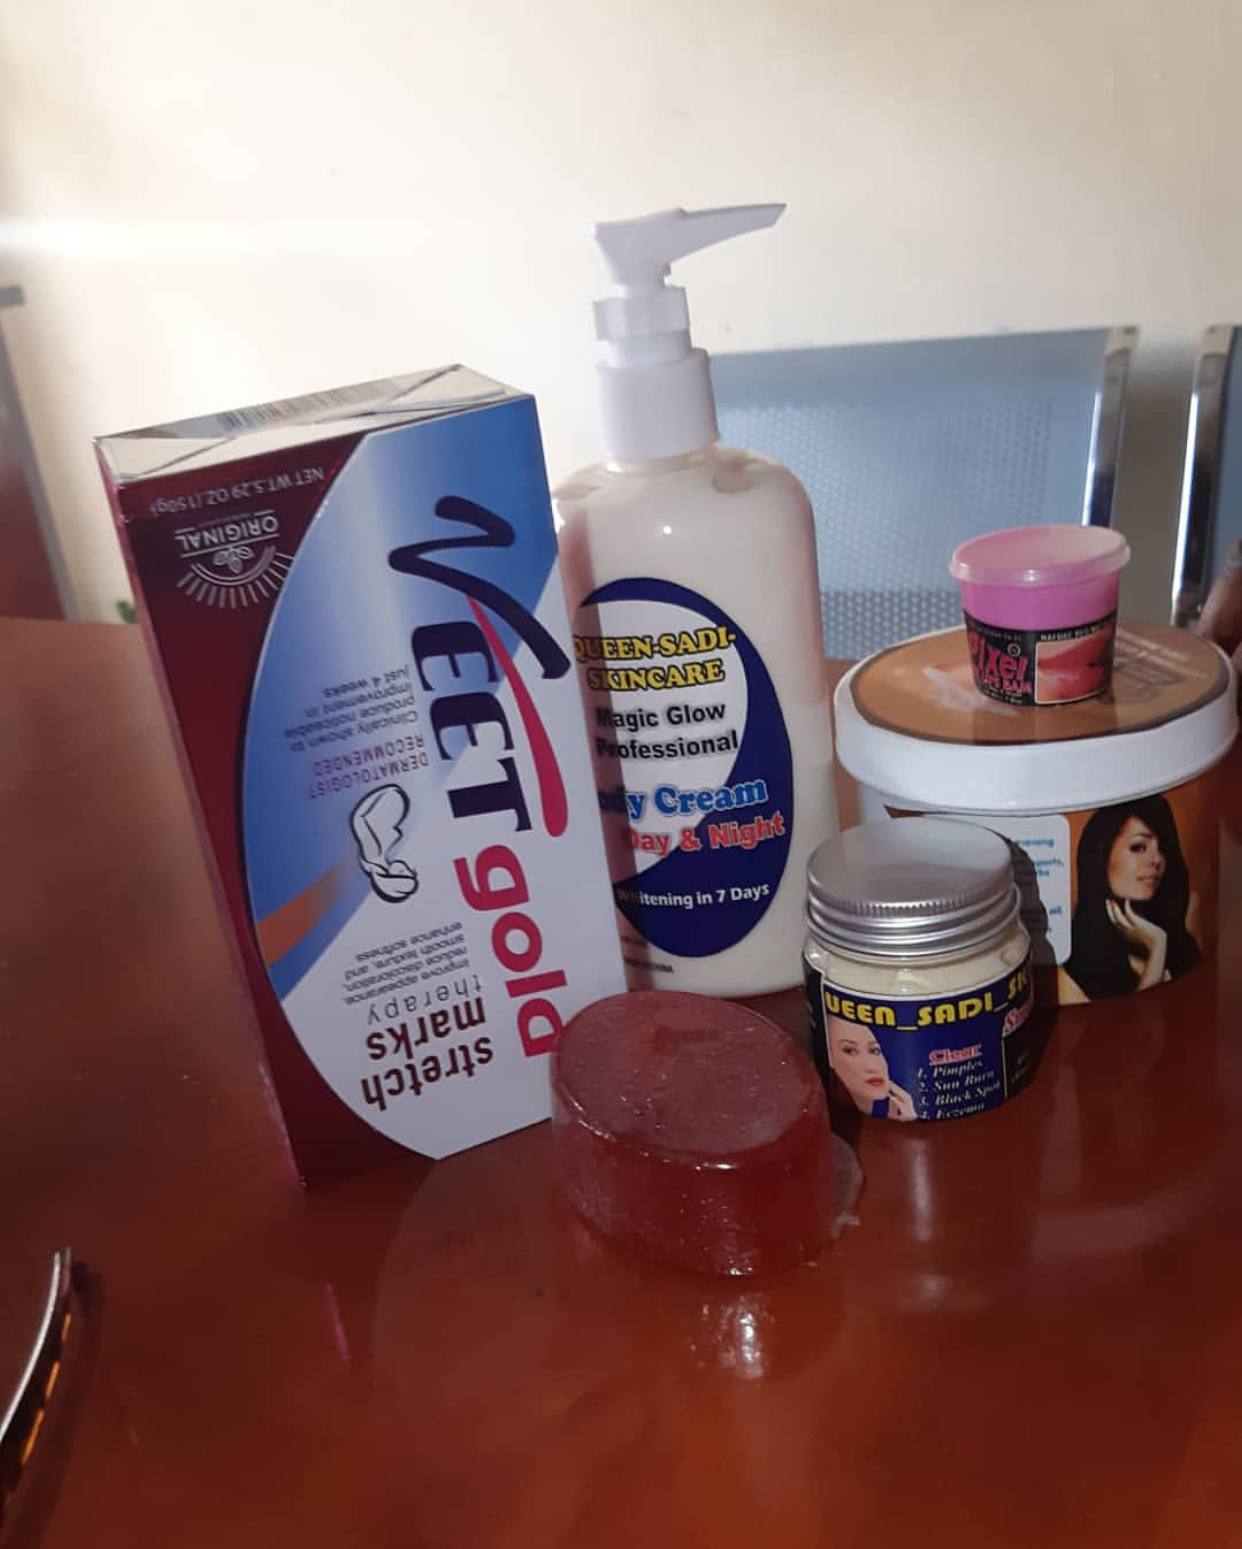 NET WT. 5.29 OZ. (150g)
ORIGINAL
VEET gold
Clinically shown to
produce noticeable
improvement in
just 4 weeks
DERMATOLOGIST
RECOMMENDED
stretch
marks
therapy
improve appearance,
reduce discoloration,
smooth texture, and
enhance softness
QUEEN-SADI-
SKINCARE
Magic Glow
Professional
ody Cream
Day & Night
Whitening in 7 Days
Pixel
UEEN_SADI_SK
Clear
1. Pimples
2. Sun Burn
3. Black Spot
4. Eczema